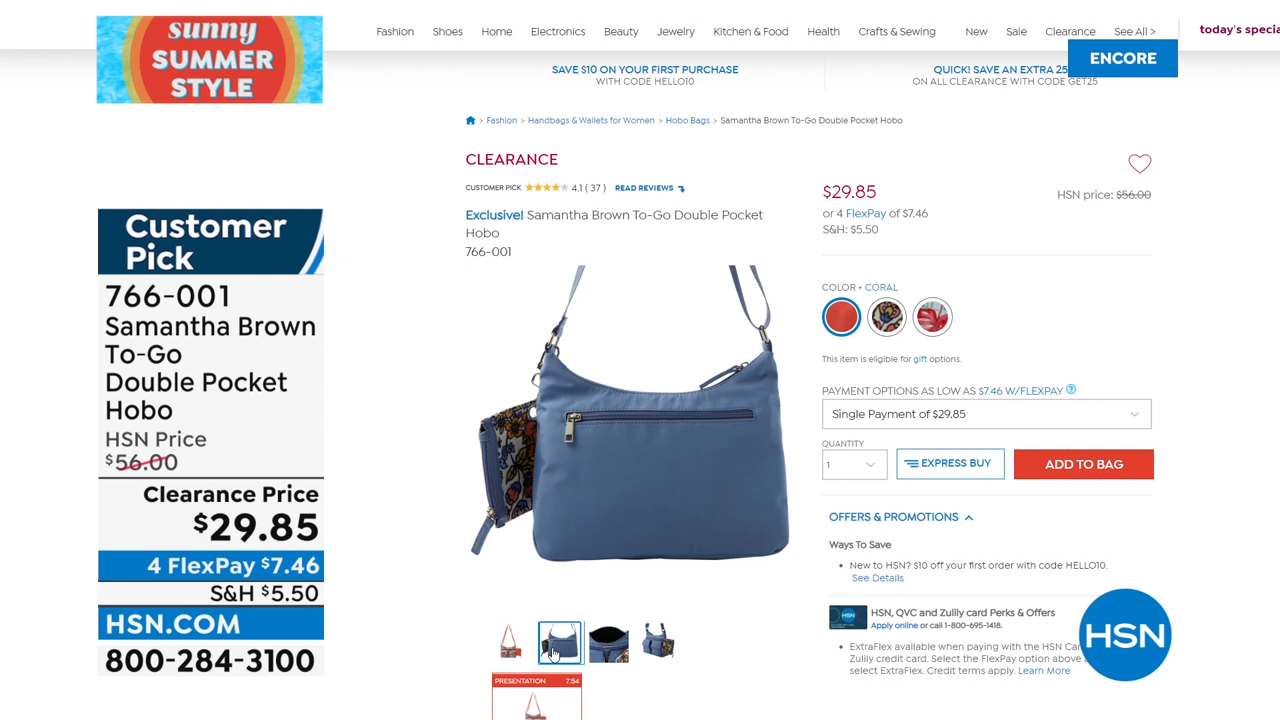 sunny
SUMMER
STYLE
Fashion Shoes Home Electronics Beauty Jewelry Kitchen & Food Health Crafts & Sewing New Sale Clearance See All > today's specia
ENCORE
SAVE $10 ON YOUR FIRST PURCHASE
WITH CODE HELLO10
QUICK! SAVE AN EXTRA 25
ON ALL CLEARANCE WITH CODE GET25
> Fashion > Handbags & Wallets for Women > Hobo Bags > Samantha Brown To-Go Double Pocket Hobo
CLEARANCE
CUSTOMER PICK 4.1 ( 37 ) READ REVIEWS
Exclusive! Samantha Brown To-Go Double Pocket
Hobo
766-001
$29.85
HSN price: $56.00
or 4 FlexPay of $7.46
S&H: $5.50
COLOR • CORAL
This item is eligible for gift options.
PAYMENT OPTIONS AS LOW AS $7.46 W/FLEXPAY ?
Single Payment of $29.85
QUANTITY
1
EXPRESS BUY
ADD TO BAG
OFFERS & PROMOTIONS
Ways To Save
• New to HSN? $10 off your first order with code HELLO10.
See Details
HSN
HSN, QVC and Zulily card Perks & Offers
Apply online or call 1-800-695-1418.
• ExtraFlex available when paying with the HSN Car
Zulily credit card. Select the FlexPay option above
select ExtraFlex. Credit terms apply. Learn More
HSN
PRESENTATION 7:54
Customer
Pick
766-001
Samantha Brown
To-Go
Double Pocket
Hobo
HSN Price
$56.00
Clearance Price
$29.85
4 FlexPay $7.46
S&H $5.50
HSN.COM
800-284-3100